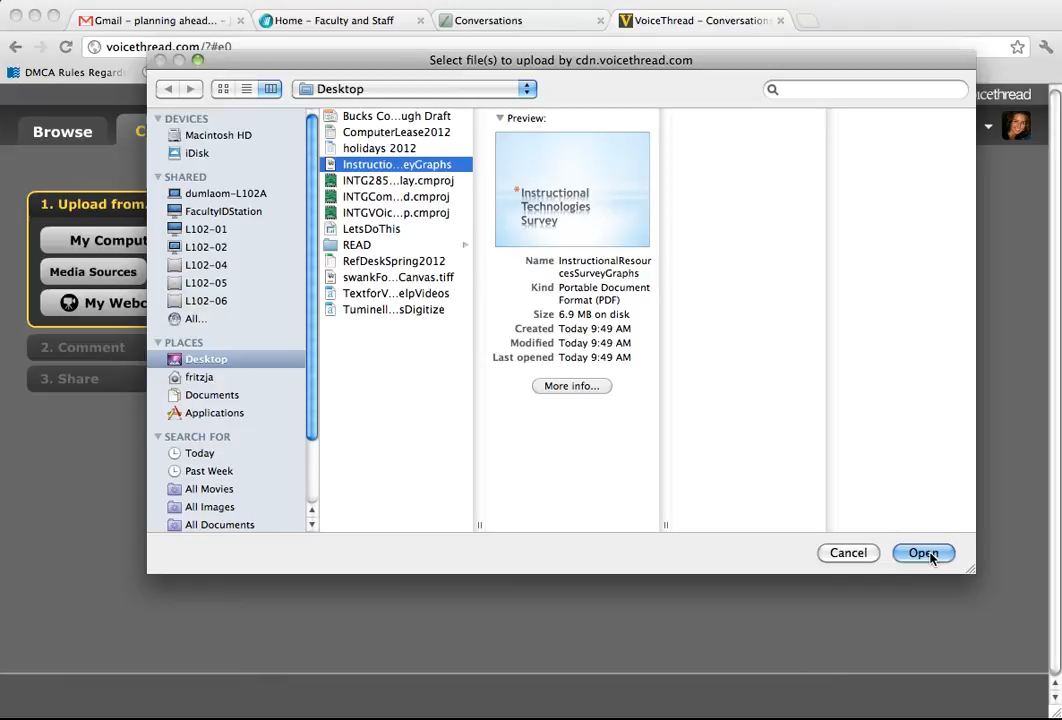 Gmail – planning ahead... –
Home – Faculty and Staff
Conversations
VoiceThread – Conversations
voicethread.com/?#e0
DMCA Rules Regard
Select file(s) to upload by cdn.voicethread.com
Desktop
icethread
Browse
C
1. Upload from.
My Comput
Media Sources
My Webc
2. Comment
3. Share
DEVICES
Macintosh HD
iDisk
SHARED
dumlaom-L102A
FacultyIDStation
L102-01
L102-02
L102-04
L102-05
L102-06
All...
PLACES
Desktop
fritzja
Documents
Applications
SEARCH FOR
Today
Past Week
All Movies
All Images
All Documents
Bucks Co...ugh Draft
ComputerLease2012
holidays 2012
Instructio...eyGraphs
INTG285...lay.cmproj
INTGCom...d.cmproj
INTGVOic...p.cmproj
LetsDoThis
READ
RefDeskSpring2012
swankFo...Canvas.tiff
TextforV...elpVideos
Tuminell...sDigitize
Preview:
*Instructional
Technologies
Survey
Name InstructionalResour
cesSurveyGraphs
Kind Portable Document
Format (PDF)
Size 6.9 MB on disk
Created Today 9:49 AM
Modified Today 9:49 AM
Last opened Today 9:49 AM
More info...
Cancel
Open